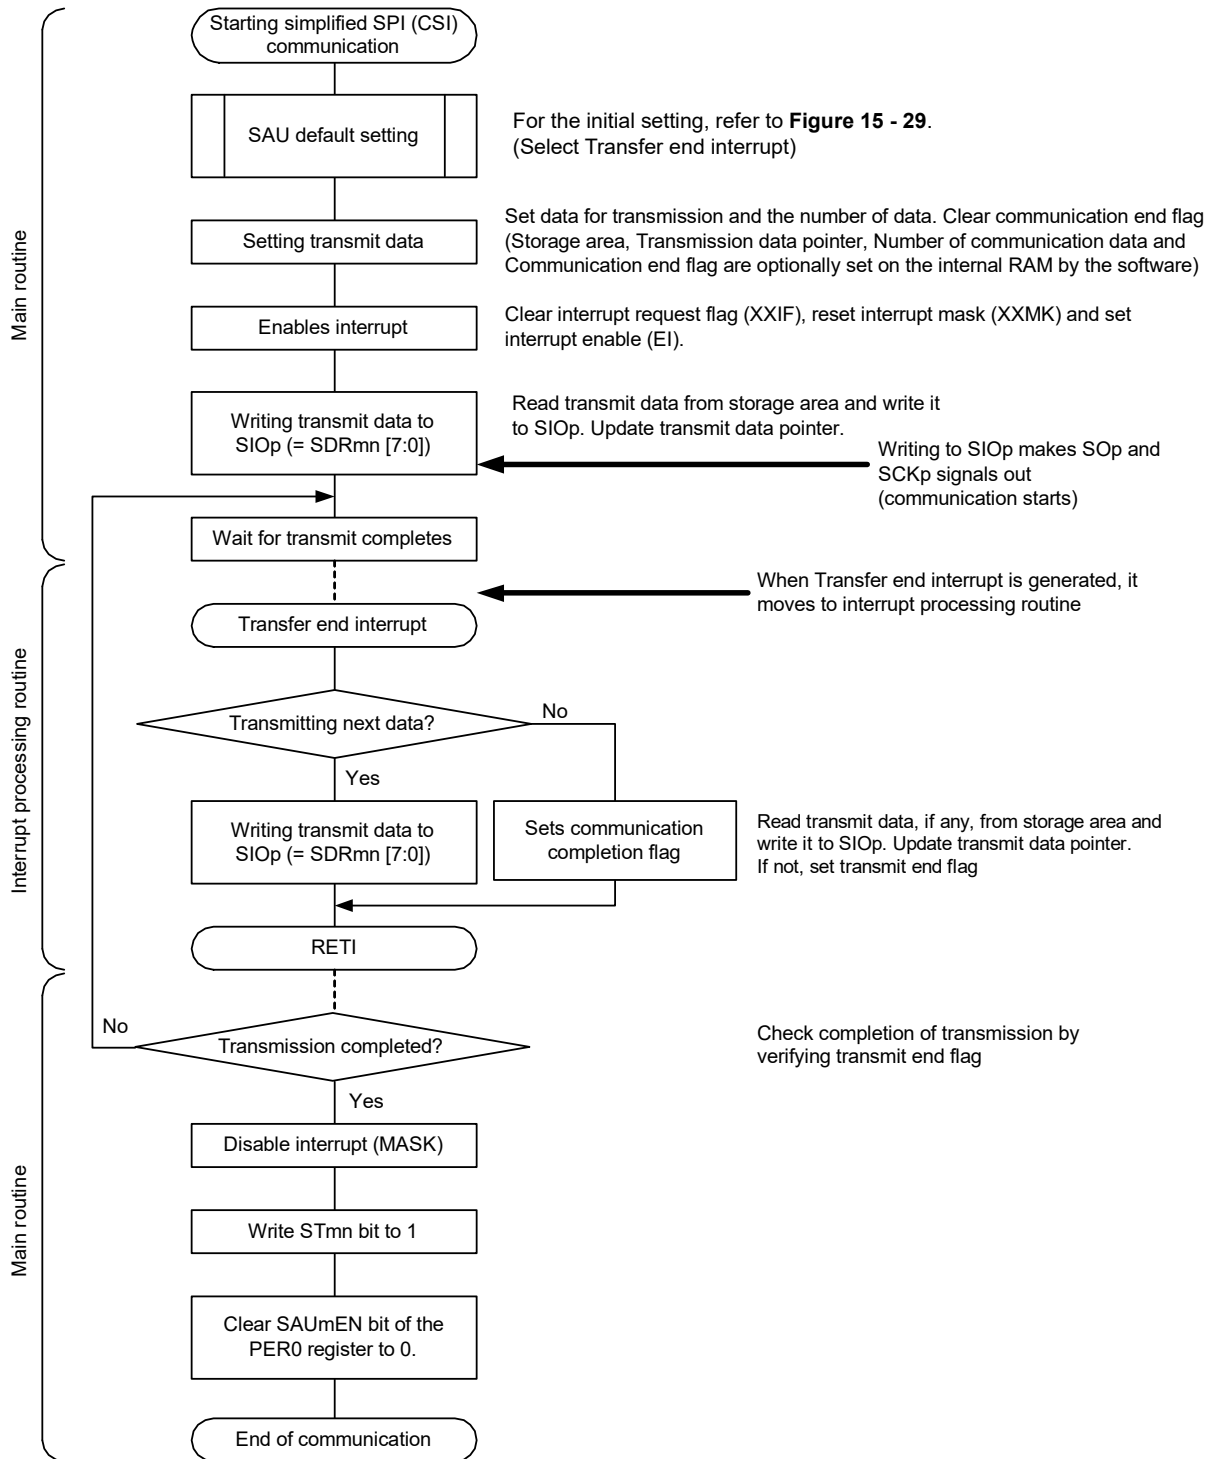 Starting simplified SPI (CSI)
communication
SAU default setting
For the initial setting, refer to Figure 15 - 29.
(Select Transfer end interrupt)
Main routine
Setting transmit data
Set data for transmission and the number of data. Clear communication end flag
(Storage area, Transmission data pointer, Number of communication data and
Communication end flag are optionally set on the internal RAM by the software)
Enables interrupt
Clear interrupt request flag (XXIF), reset interrupt mask (XXMK) and set
interrupt enable (EI).
Writing transmit data to
SIOp (= SDRmn [7:0])
Read transmit data from storage area and write it
to SIOp. Update transmit data pointer.
Writing to SIOp makes SOp and
SCKp signals out
(communication starts)
Wait for transmit completes
When Transfer end interrupt is generated, it
moves to interrupt processing routine
Transfer end interrupt
Interrupt processing routine
Transmitting next data?
No
Yes
Writing transmit data to
SIOp (= SDRmn [7:0])
Sets communication
completion flag
Read transmit data, if any, from storage area and
write it to SIOp. Update transmit data pointer.
If not, set transmit end flag
RETI
No
Transmission completed?
Check completion of transmission by
verifying transmit end flag
Yes
Main routine
Disable interrupt (MASK)
Write STmn bit to 1
Clear SAUmEN bit of the
PER0 register to 0.
End of communication